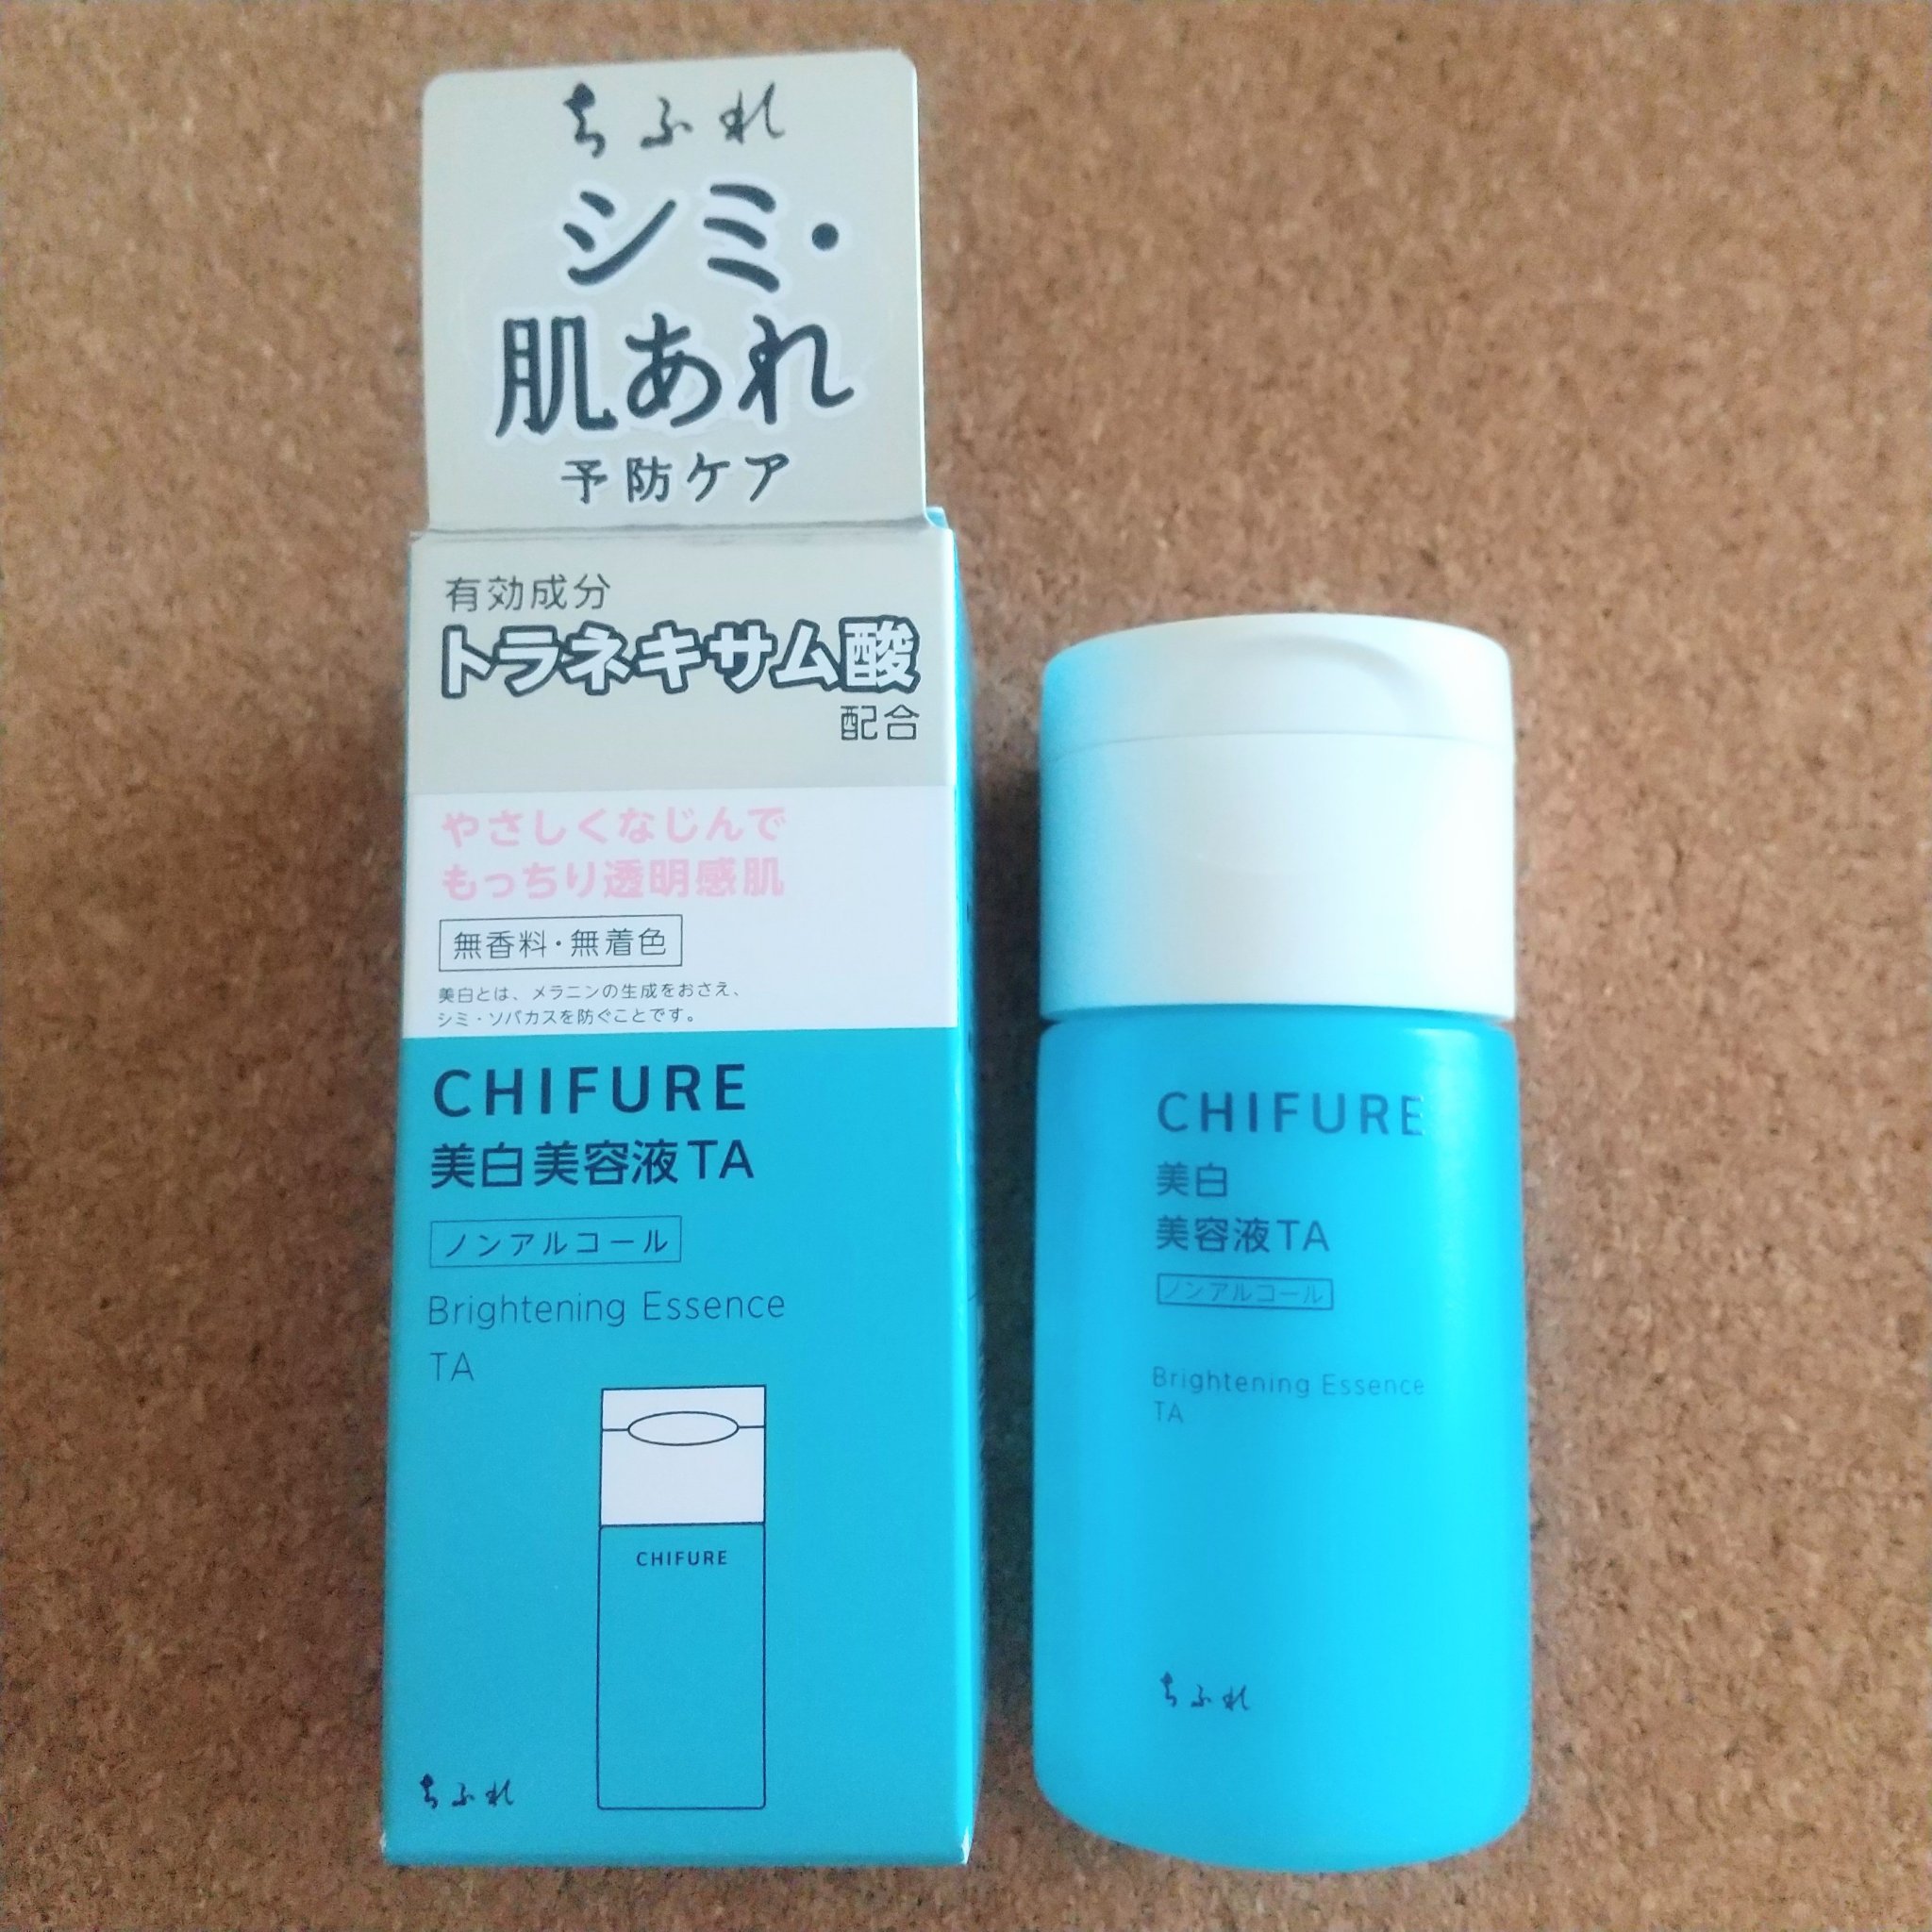 ちふれ
シミ・
肌あれ
予防ケア
有効成分
トラネキサム酸
配合
やさしくなじんで
もっちり透明感肌
無香料・無着色
美白とは、メラニンの生成をおさえ、
シミ・ソバカスを防ぐことです。
CHIFURE
美白美容液TA
ノンアルコール
Brightening Essence
TA
CHIFURE
ちふれ
CHIFURE
美白
美容液TA
ノンアルコール
Brightening Essence
TA
ちふれ